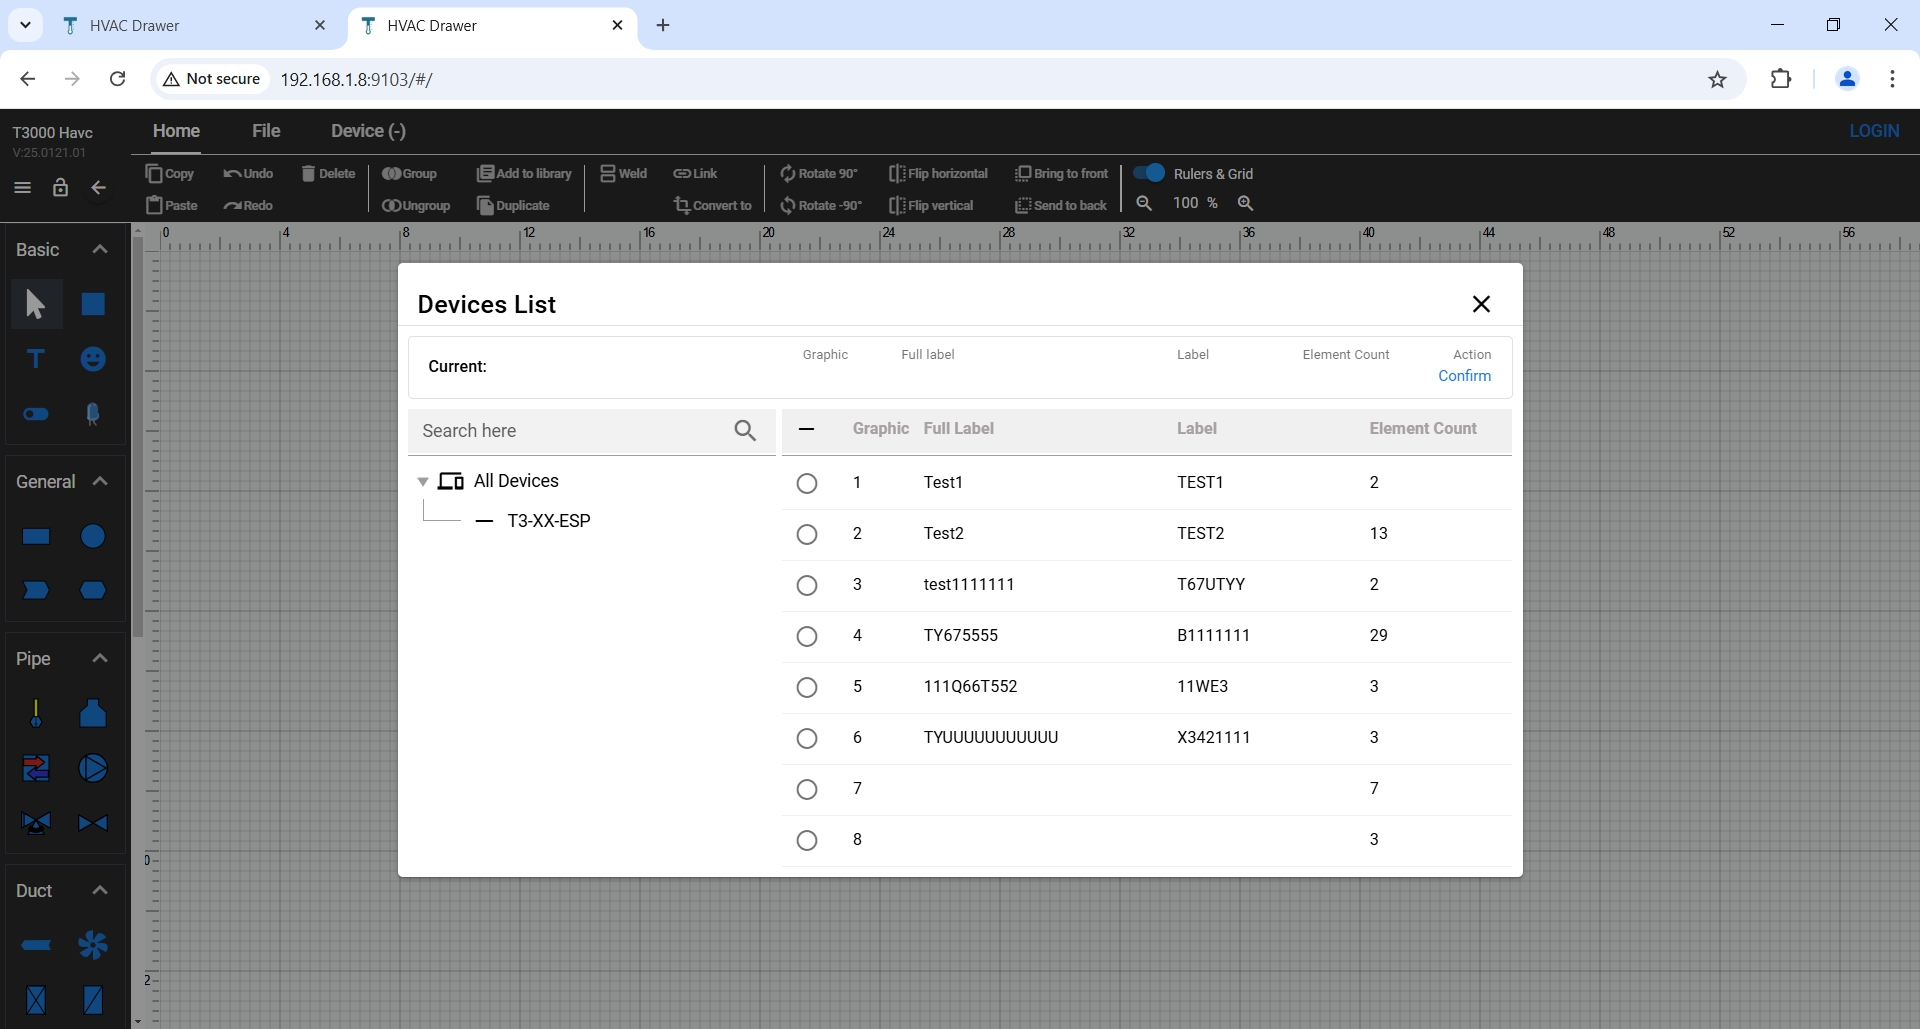 HVAC Drawer
HVAC Drawer
Not secure 192.168.1.8:9103/#/
T3000 Havc
V:25.0121.01
Home File Device (-) LOGIN
Copy Undo Delete Group Add to library Weld Link Rotate 90° Flip horizontal Bring to front Rulers & Grid
Paste Redo Ungroup Duplicate Convert to Rotate -90° Flip vertical Send to back 100 %
0 4 8 12 16 20 24 28 32 36 40 44 48 52 56
Basic
T
General
Pipe
Duct
0
2
Devices List
Current:
Graphic Full label Label Element Count Action
Confirm
Search here
All Devices
T3-XX-ESP
Graphic Full Label Label Element Count
1 Test1 TEST1 2
2 Test2 TEST2 13
3 test1111111 T67UTYY 2
4 TY675555 B1111111 29
5 111Q66T552 11WE3 3
6 TYUUUUUUUUUUU X3421111 3
7 7
8 3